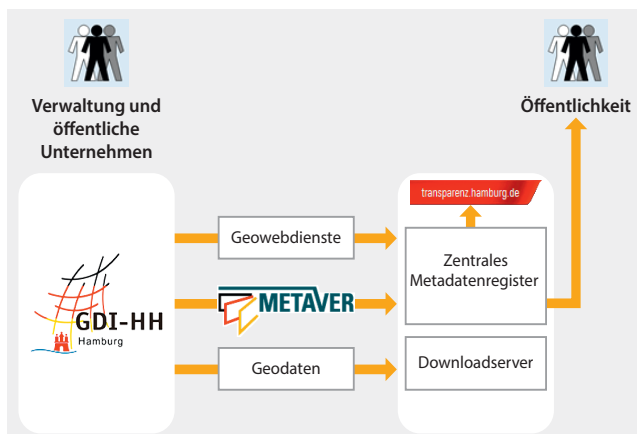 Verwaltung und
öffentliche
Unternehmen
Öffentlichkeit
transparenz.hamburg.de
Geowebdienste
Zentrales
Metadatenregister
METAVER
GDI-HH
Hamburg
Geodaten
Downloadserver